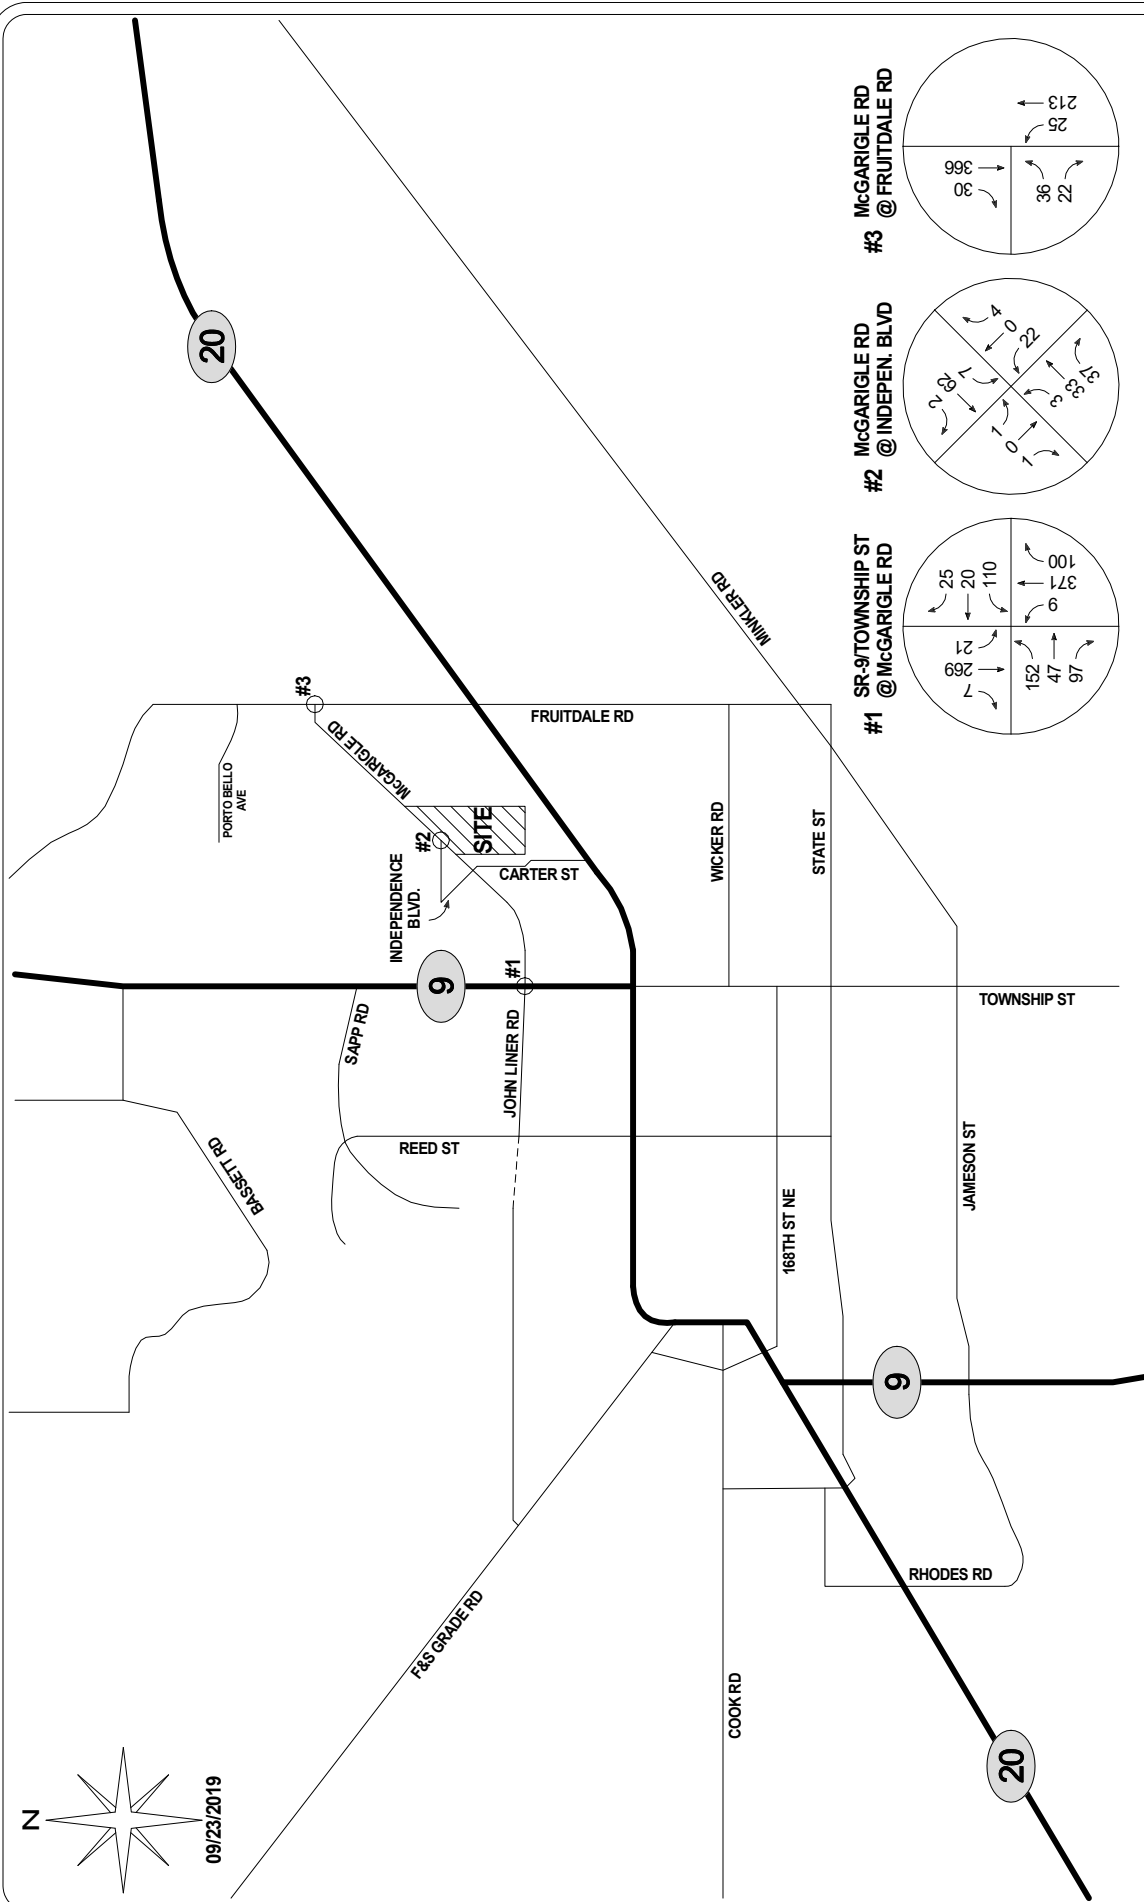 N
09/23/2019
20
9
9
20
#3
#2
#1
SITE
PORTO BELLO
AVE
McGARIGLE RD
FRUITDALE RD
MINKLER RD
INDEPENDENCE
BLVD.
CARTER ST
WICKER RD
STATE ST
SAPP RD
JOHN LINER RD
TOWNSHIP ST
REED ST
BASSETT RD
168TH ST NE
JAMESON ST
F&S GRADE RD
COOK RD
RHODES RD
#1 SR-9/TOWNSHIP ST
@ McGARIGLE RD
25
20
110
21
269
7
152
47
97
6
371
100
#2 McGARIGLE RD
@ INDEPEN. BLVD
2
62
7
4
0
22
1
0
1
3
33
37
#3 McGARIGLE RD
@ FRUITDALE RD
366
30
36
22
25
213